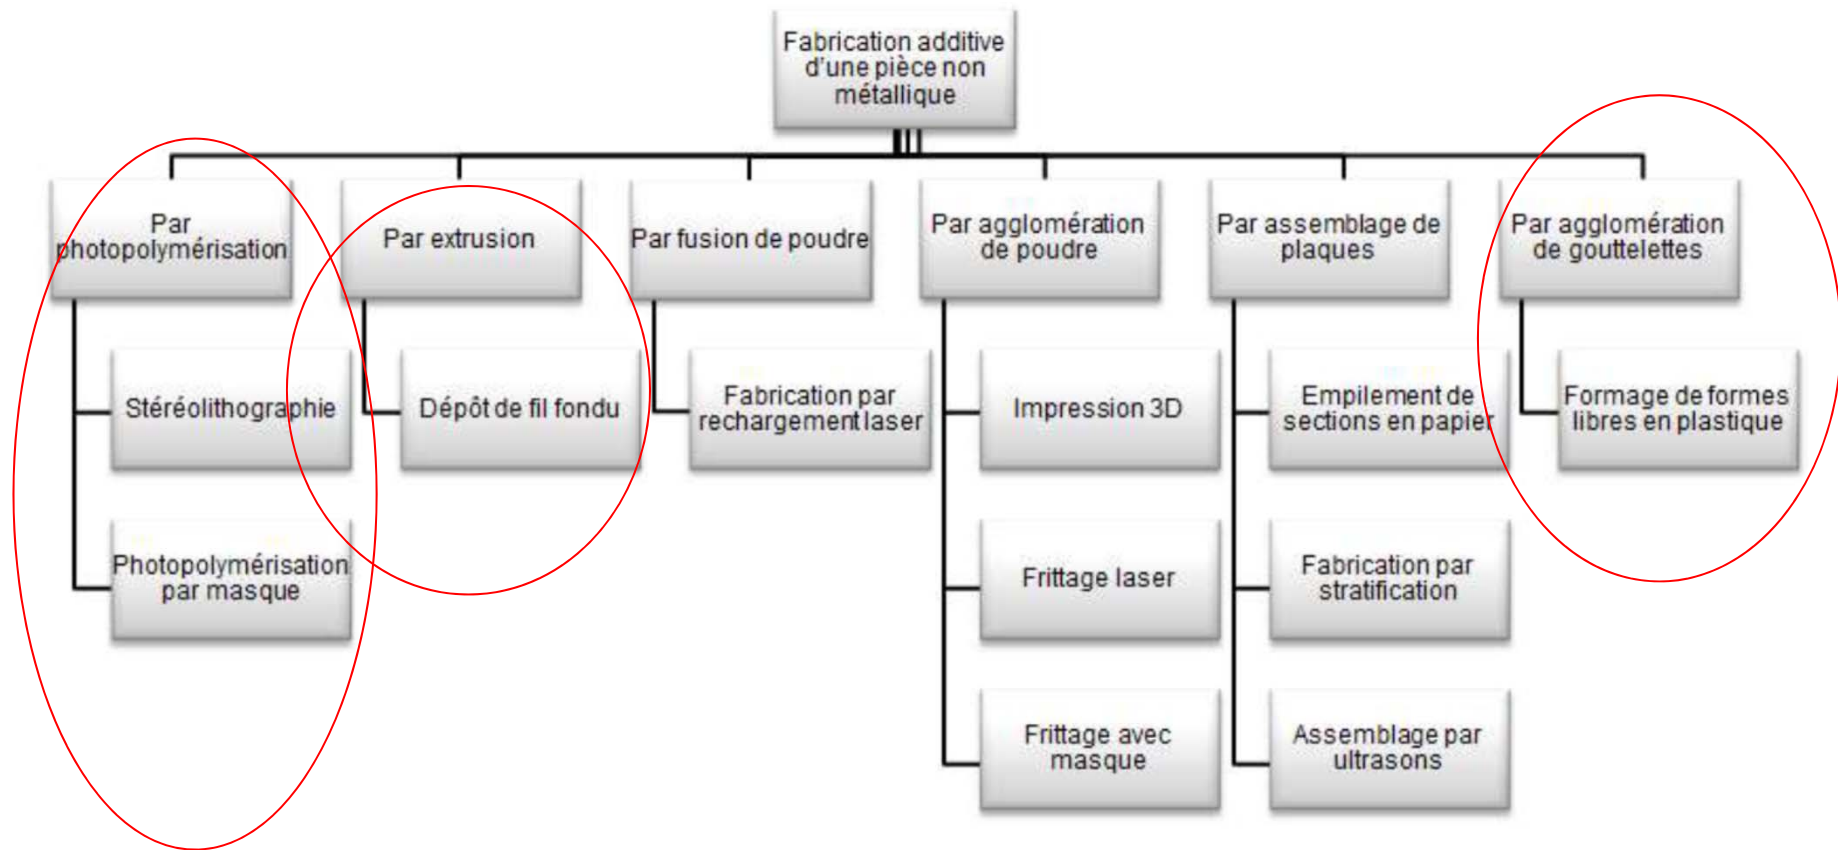 Fabrication additive
d'une pièce non
métallique
Par
photopolymérisation
Par extrusion
Par fusion de poudre
Par agglomération
de poudre
Par assemblage de
plaques
Par agglomération
de gouttelettes
Stéréolithographie
Dépôt de fil fondu
Fabrication par
rechargement laser
Impression 3D
Empilement de
sections en papier
Formage de formes
libres en plastique
Photopolymérisation
par masque
Frittage laser
Fabrication par
stratification
Frittage avec
masque
Assemblage par
ultrasons